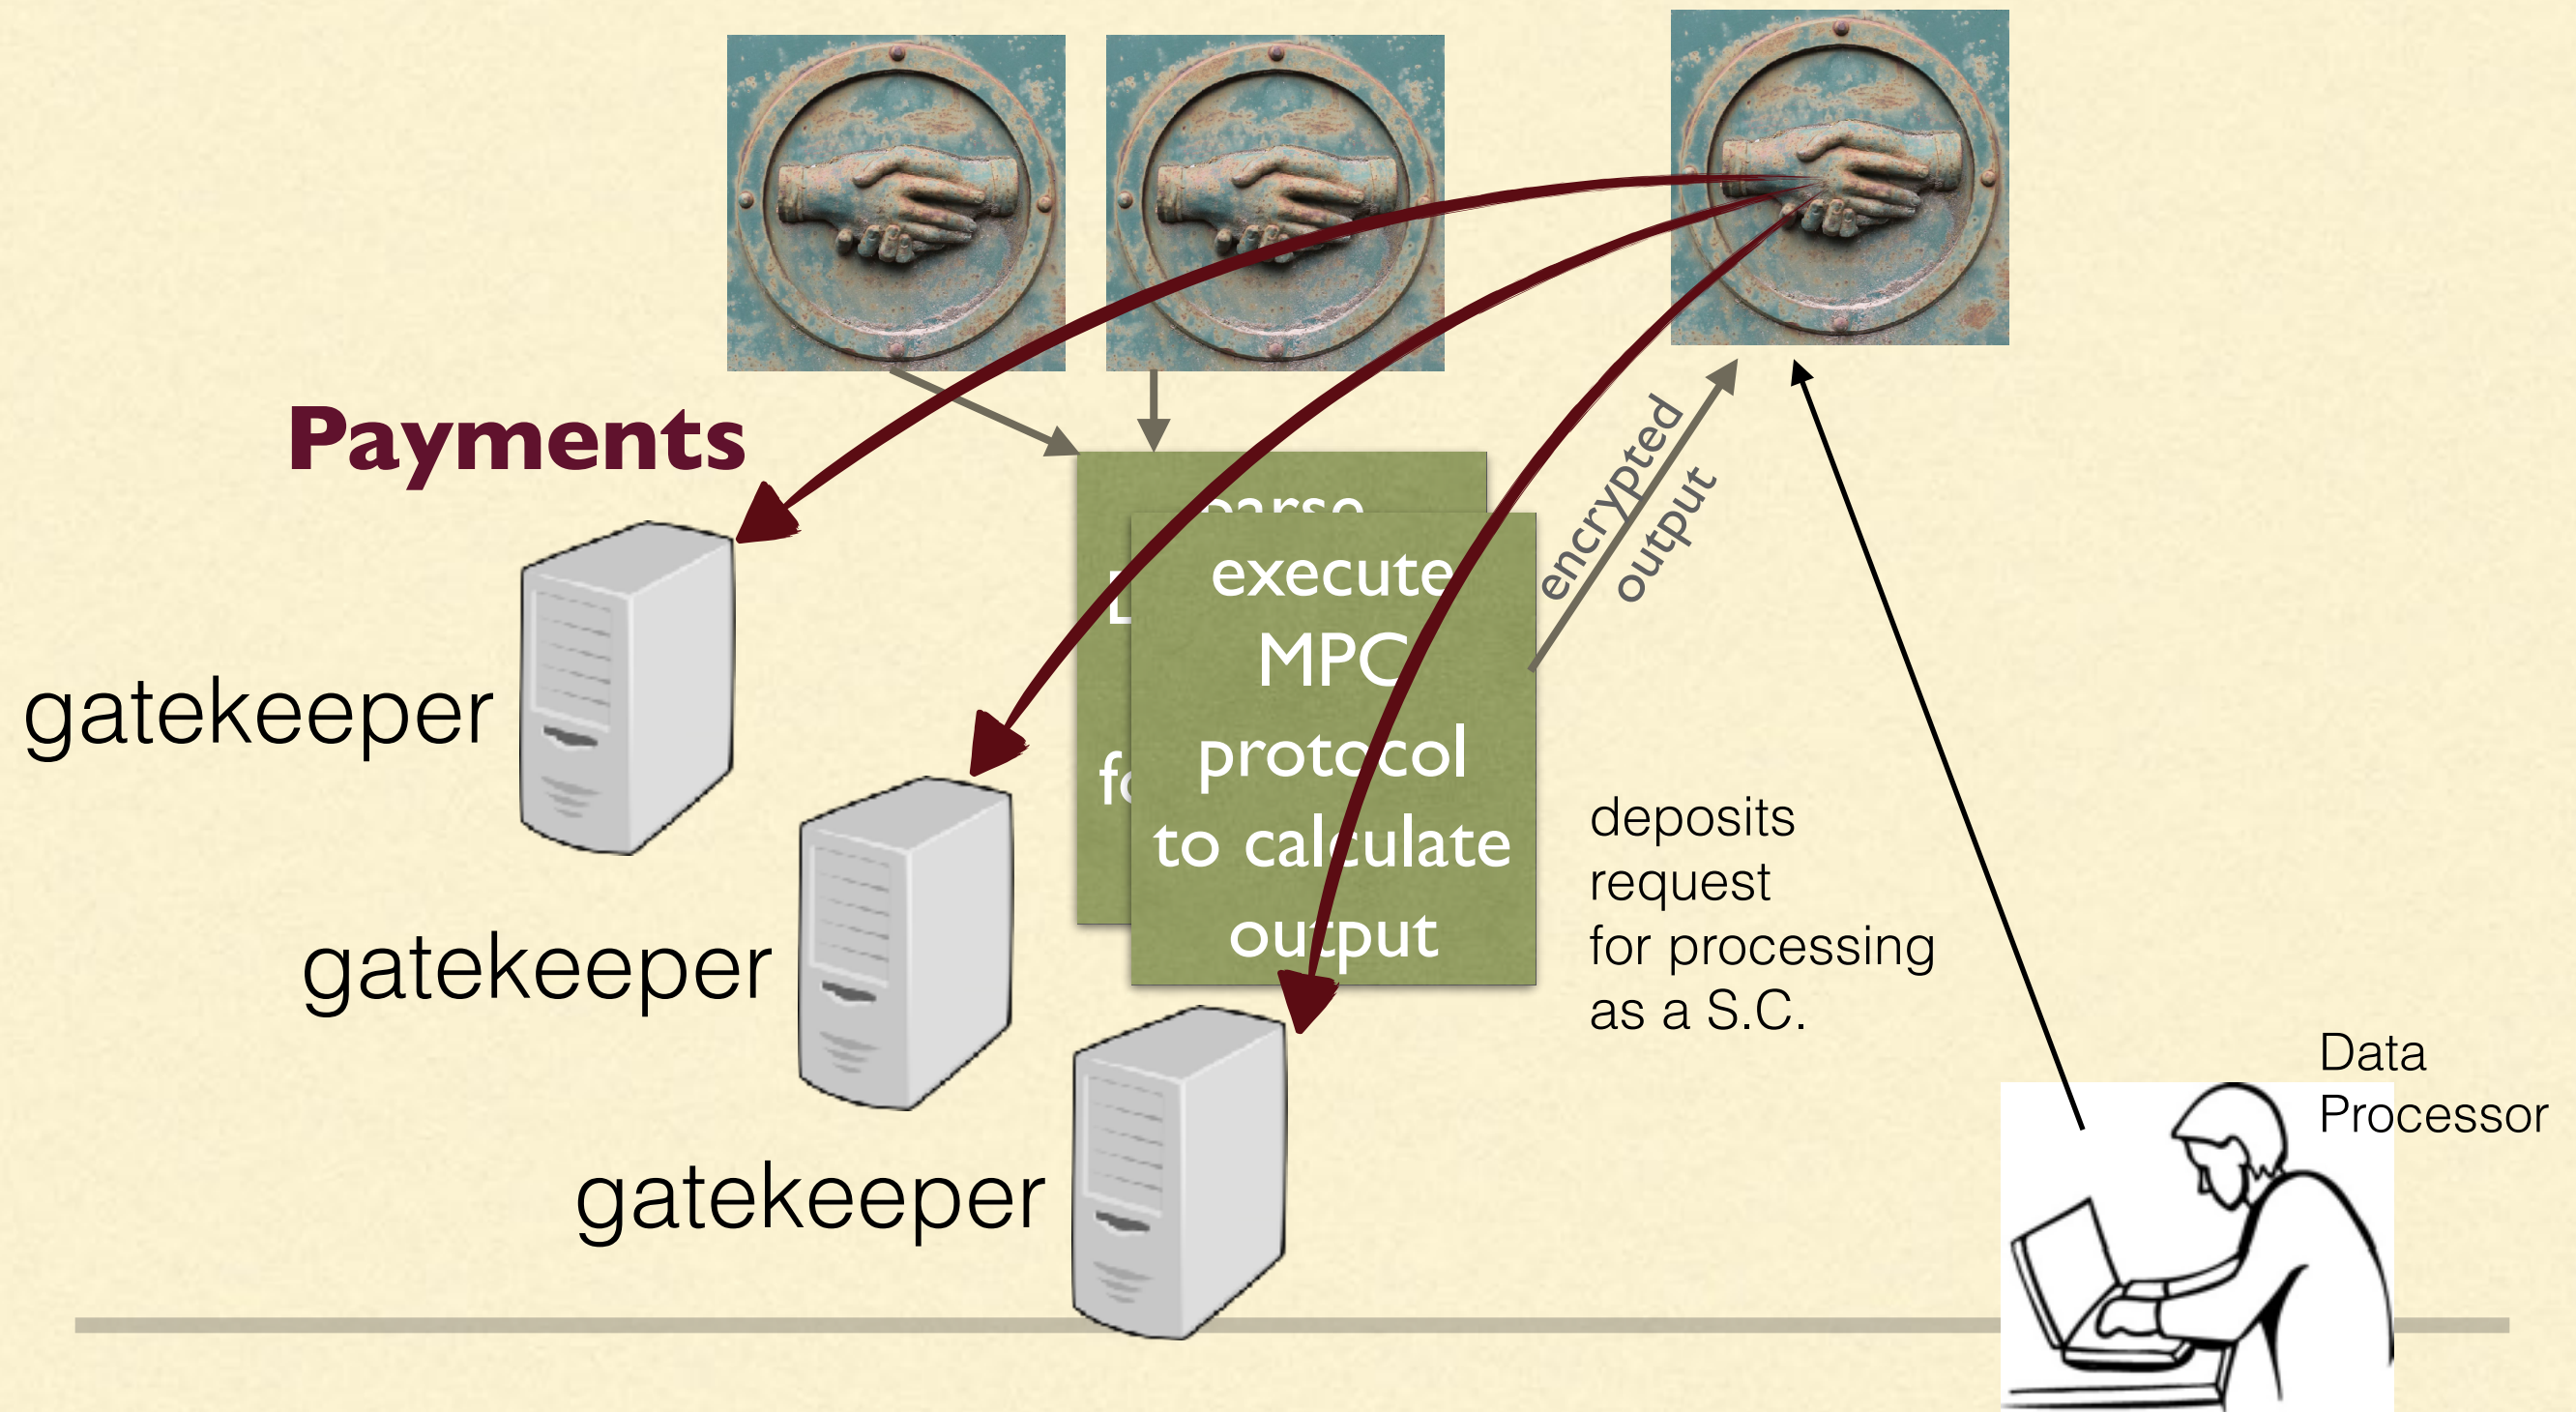 Payments
gatekeeper
gatekeeper
gatekeeper
parse
execute
MPC
protocol
to calculate
output
encrypted
output
deposits
request
for processing
as a S.C.
Data
Processor